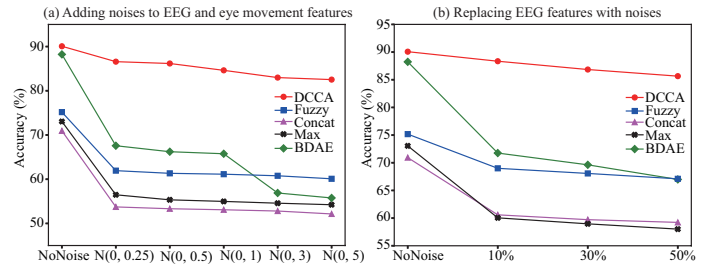 (a) Adding noises to EEG and eye movement features
Accuracy (%)
90
80
70
60
50
DCCA
Fuzzy
Concat
Max
BDAE
NoNoise N(0, 0.25) N(0, 0.5) N(0, 1) N(0, 3) N(0, 5)
(b) Replacing EEG features with noises
Accuracy (%)
95
90
85
80
75
70
65
60
55
DCCA
Fuzzy
Concat
Max
BDAE
NoNoise 10% 30% 50%